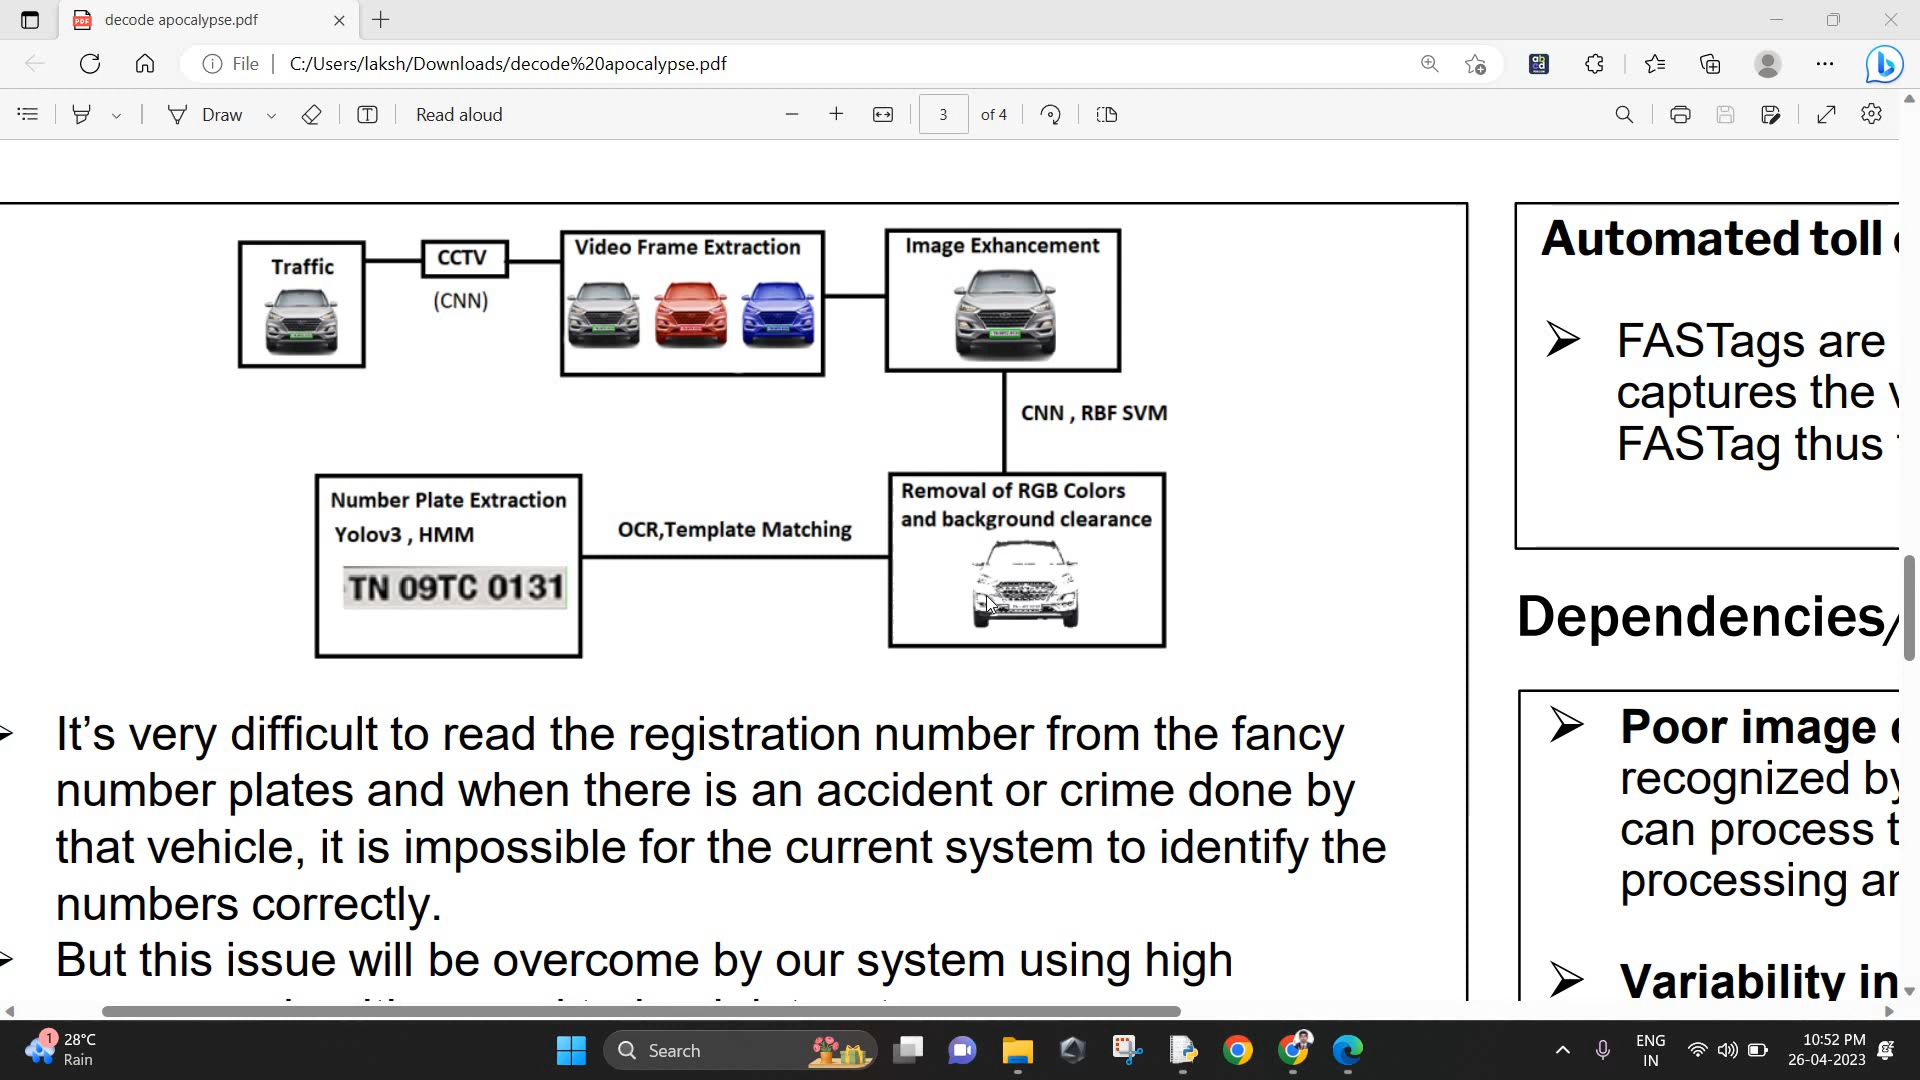 decode apocalypse.pdf
File
C:/Users/laksh/Downloads/decode%20apocalypse.pdf
Draw
Read aloud
3
of 4
Traffic
CCTV
(CNN)
Video Frame Extraction
Image Exhancement
CNN , RBF SVM
Number Plate Extraction
Yolov3 , HMM
TN 09TC 0131
OCR,Template Matching
Removal of RGB Colors
and background clearance
It's very difficult to read the registration number from the fancy
number plates and when there is an accident or crime done by
that vehicle, it is impossible for the current system to identify the
numbers correctly.
But this issue will be overcome by our system using high
Automated toll
FASTags are
captures the
FASTag thus
Dependencies/
Poor image
recognized by
can process
processing
Variability in
1
28°C
Rain
Search
ENG
IN
10:52 PM
26-04-2023